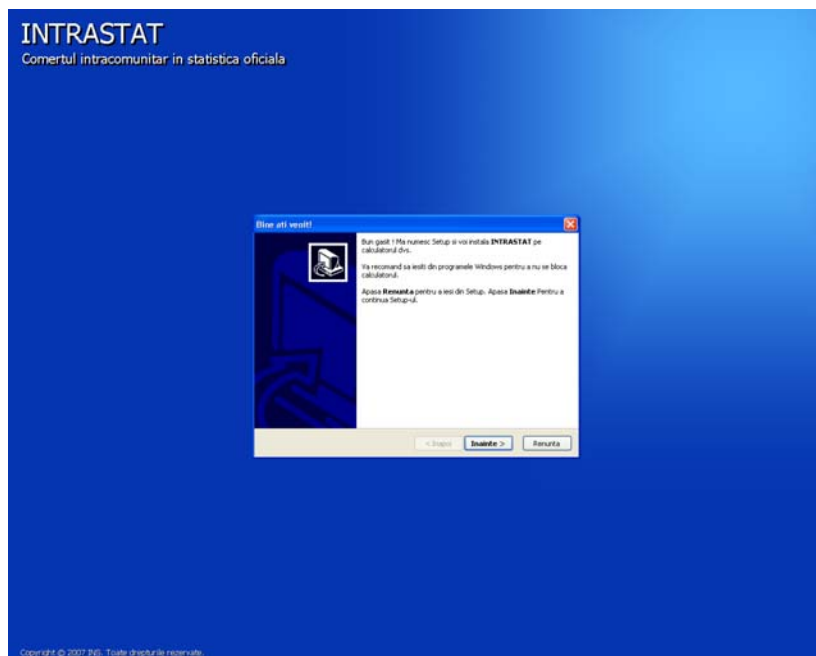 INTRASTAT
Comertul intracomunitar in statistica oficiala
Bine ati venit!
Bun gasit ! Ma numesc Setup si voi instala INTRASTAT pe
calculatorul dvs.
Va recomand sa iesiti din programele Windows pentru a nu se bloca
calculatorul.
Apasa Renunta pentru a iesi din Setup. Apasa Inainte Pentru a
continua Setup-ul.
< Inapoi Inainte > Renunta
Copyright © 2007 INS. Toate drepturile rezervate.